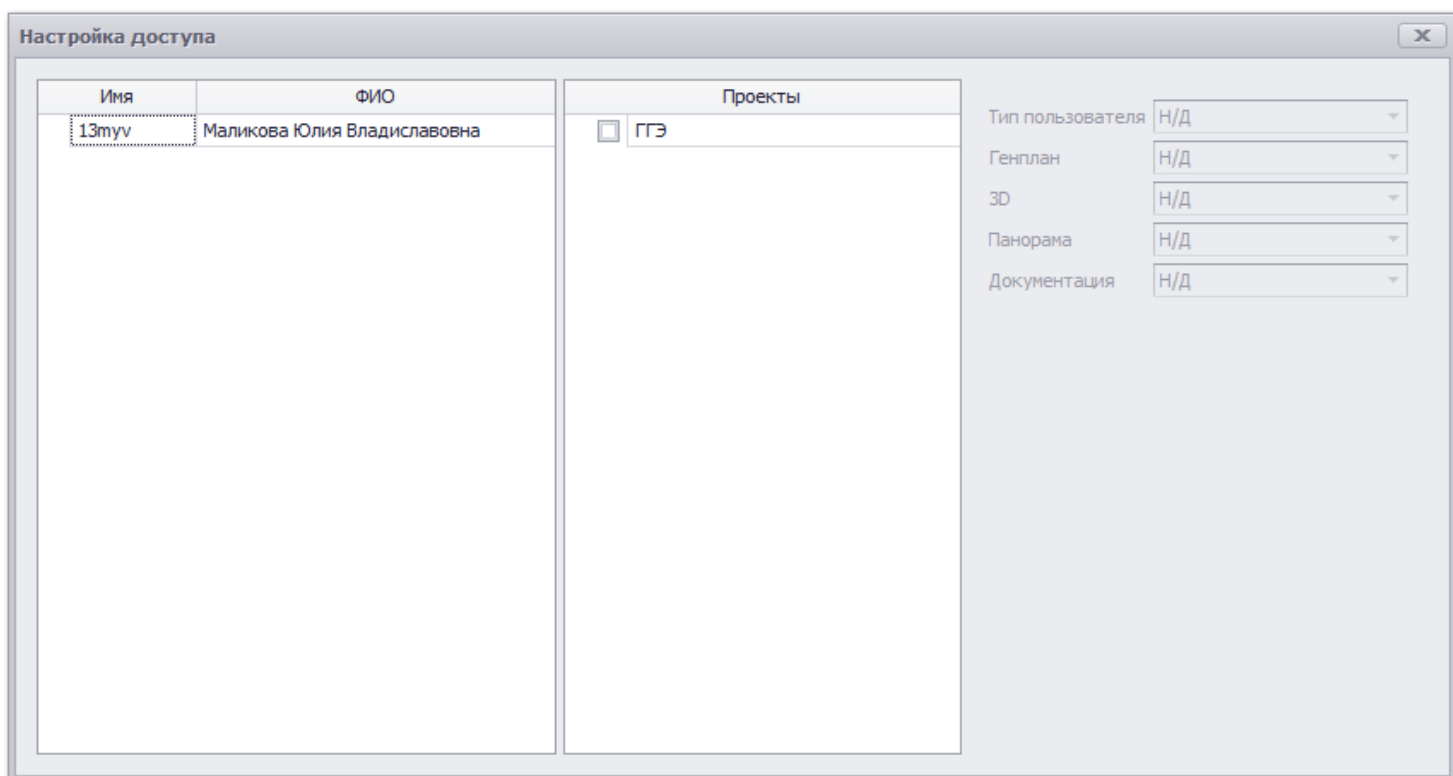 Настройка доступа
Имя ФИО Проекты
13myv Маликова Юлия Владиславовна ГГЭ
Тип пользователя Н/Д
Генплан Н/Д
3D Н/Д
Панорама Н/Д
Документация Н/Д